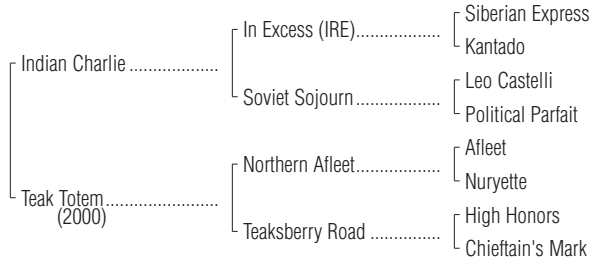 Siberian Express
In Excess (IRE)...................
Kantado
Indian Charlie ....................
Leo Castelli
Soviet Sojourn ...................
Political Parfait
Afleet
Northern Afleet...................
Nuryette
Teak Totem.........................
(2000)
High Honors
Teaksberry Road ...............
Chieftain's Mark